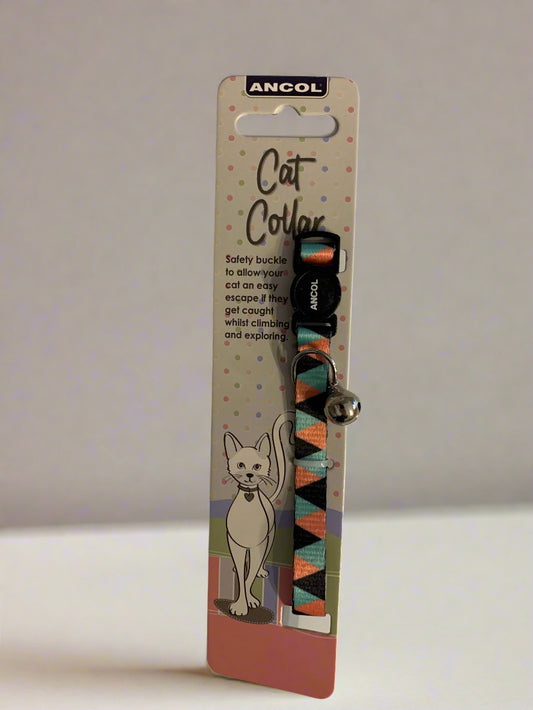 ANCOL
Cat
Collar
Safety buckle
to allow your
cat an easy
escape if they
get caught
whilst climbing
and exploring.
ANCOL